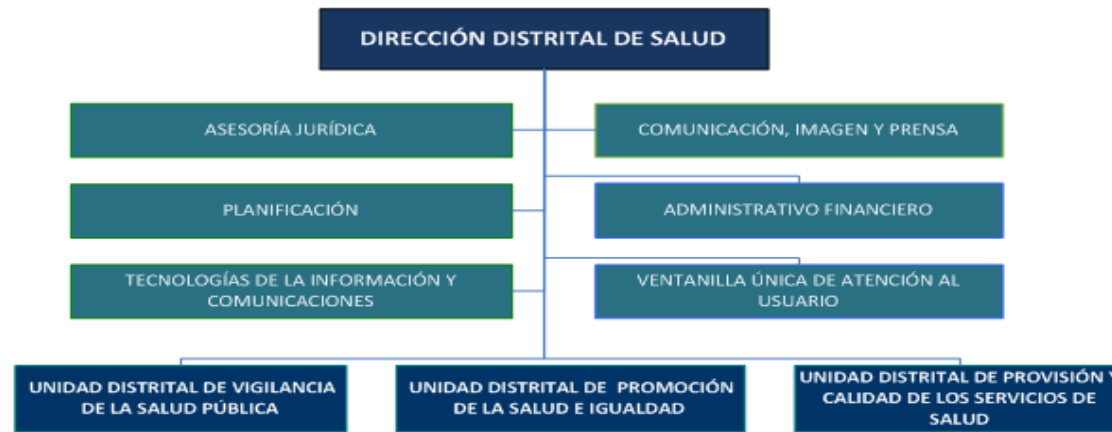 DIRECCIÓN DISTRITAL DE SALUD
ASESORÍA JURÍDICA
COMUNICACIÓN, IMAGEN Y PRENSA
PLANIFICACIÓN
ADMINISTRATIVO FINANCIERO
TECNOLOGÍAS DE LA INFORMACIÓN Y
COMUNICACIONES
VENTANILLA ÚNICA DE ATENCIÓN AL
USUARIO
UNIDAD DISTRITAL DE VIGILANCIA
DE LA SALUD PÚBLICA
UNIDAD DISTRITAL DE PROMOCIÓN
DE LA SALUD E IGUALDAD
UNIDAD DISTRITAL DE PROVISIÓN Y
CALIDAD DE LOS SERVICIOS DE
SALUD